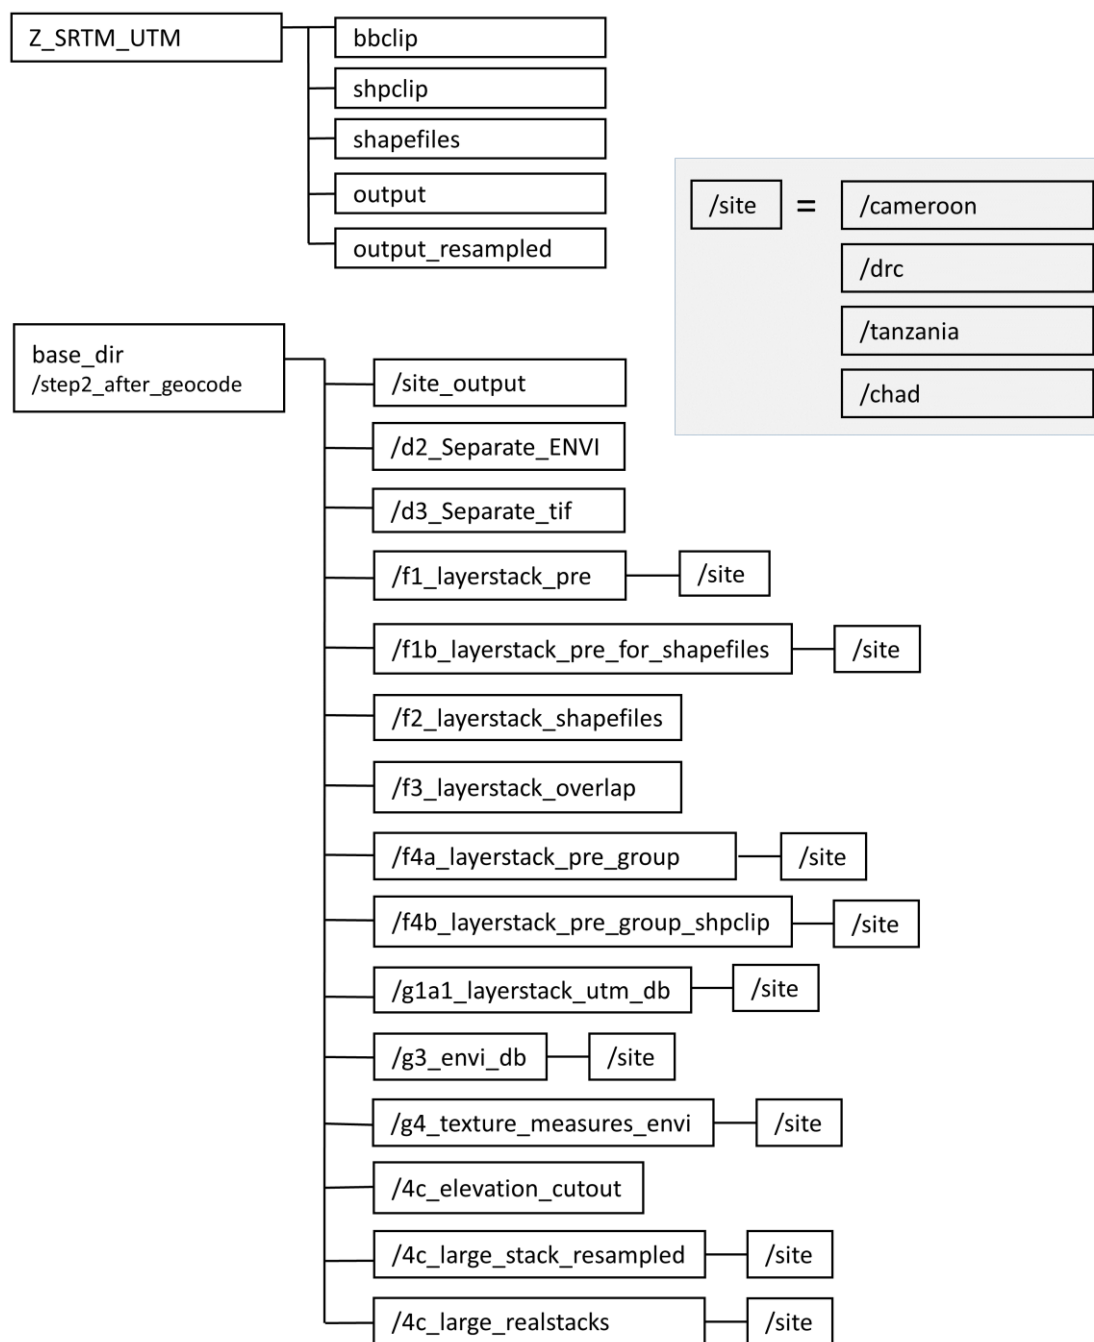 Z_SRTM_UTM
bbclip
shpclip
shapefiles
output
output_resampled
/site = /cameroon
/drc
/tanzania
/chad
base_dir
/step2_after_geocode
/site_output
/d2_Separate_ENVI
/d3_Separate_tif
/f1_layerstack_pre /site
/f1b_layerstack_pre_for_shapefiles /site
/f2_layerstack_shapefiles
/f3_layerstack_overlap
/f4a_layerstack_pre_group /site
/f4b_layerstack_pre_group_shpclip /site
/g1a1_layerstack_utm_db /site
/g3_envi_db /site
/g4_texture_measures_envi /site
/4c_elevation_cutout
/4c_large_stack_resampled /site
/4c_large_realstacks /site